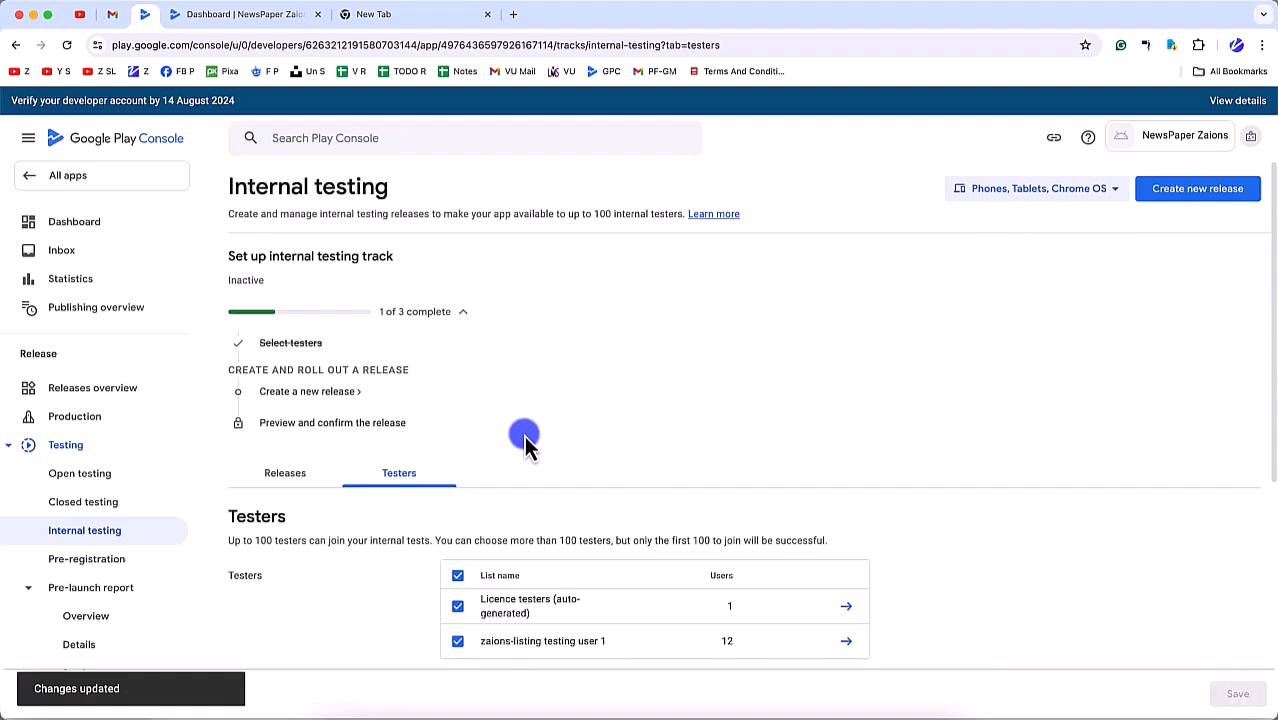 Dashboard | NewsPaper Zaion
New Tab
play.google.com/console/u/0/developers/6263212191580703144/app/4976436597926167114/tracks/internal-testing?tab=testers
Z
Y S
Z SL
Z
FB P
Pixa
F P
Un S
V R
TODO R
Notes
VU Mail
VU
GPC
PF-GM
Terms And Conditi...
All Bookmarks
Verify your developer account by 14 August 2024
View details
Google Play Console
Search Play Console
NewsPaper Zaions
All apps
Internal testing
Phones, Tablets, Chrome OS
Create new release
Create and manage internal testing releases to make your app available to up to 100 internal testers. Learn more
Dashboard
Inbox
Statistics
Publishing overview
Release
Releases overview
Production
Testing
Open testing
Closed testing
Internal testing
Pre-registration
Pre-launch report
Overview
Details
Set up internal testing track
Inactive
1 of 3 complete
Select testers
CREATE AND ROLL OUT A RELEASE
Create a new release
Preview and confirm the release
Releases
Testers
Testers
Up to 100 testers can join your internal tests. You can choose more than 100 testers, but only the first 100 to join will be successful.
Testers
List name
Users
Licence testers (auto-
generated)
1
zaions-listing testing user 1
12
Changes updated
Save